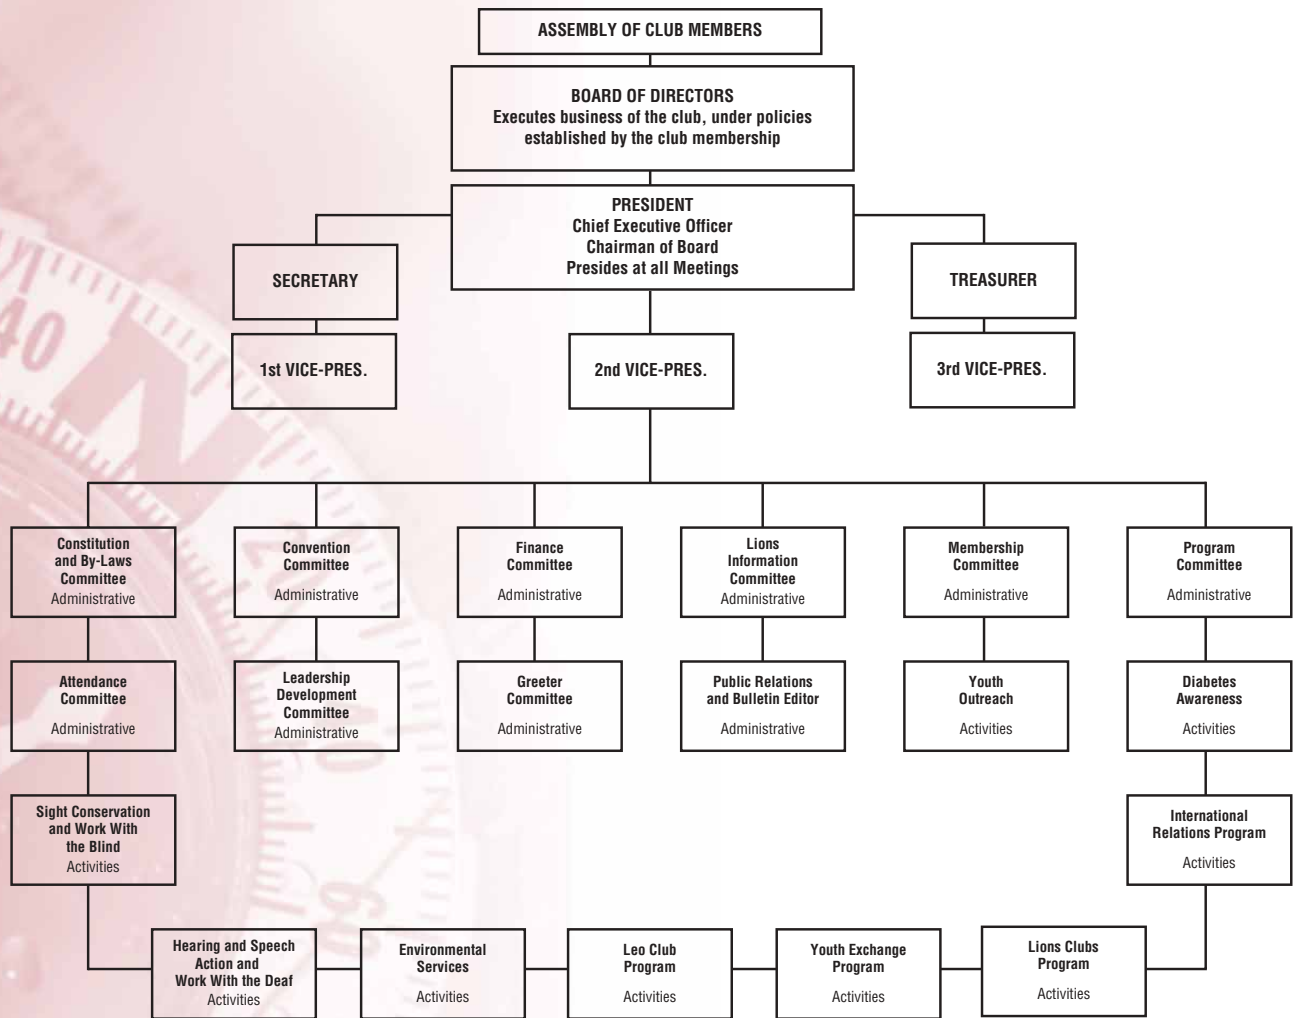 ASSEMBLY OF CLUB MEMBERS
BOARD OF DIRECTORS
Executes business of the club, under policies
established by the club membership
PRESIDENT
Chief Executive Officer
Chairman of Board
Presides at all Meetings
SECRETARY
TREASURER
1st VICE-PRES.
2nd VICE-PRES.
3rd VICE-PRES.
Constitution
and By-Laws
Committee
Administrative
Convention
Committee
Administrative
Finance
Committee
Administrative
Lions
Information
Committee
Administrative
Membership
Committee
Administrative
Program
Committee
Administrative
Attendance
Committee
Administrative
Leadership
Development
Committee
Administrative
Greeter
Committee
Administrative
Public Relations
and Bulletin Editor
Administrative
Youth
Outreach
Activities
Diabetes
Awareness
Activities
Sight Conservation
and Work With
the Blind
Activities
International
Relations Program
Activities
Hearing and Speech
Action and
Work With the Deaf
Activities
Environmental
Services
Activities
Leo Club
Program
Activities
Youth Exchange
Program
Activities
Lions Clubs
Program
Activities
40
N
20
40
60